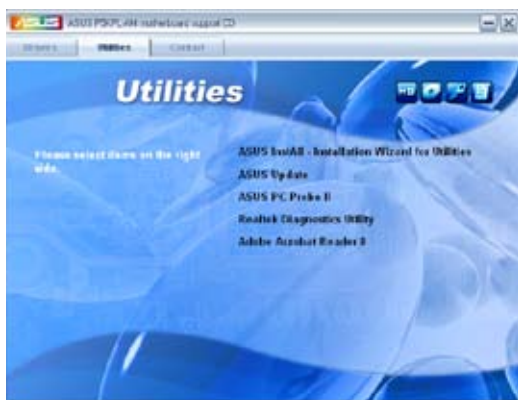 ASUS
ASUS P5KPL-AM motherboard support CD
Drivers
Utilities
Contact
Utilities
Please select items on the right
side.
ASUS InstAll - Installation Wizard for Utilities
ASUS Update
ASUS PC Probe II
Realtek Diagnostics Utility
Adobe Acrobat Reader 8